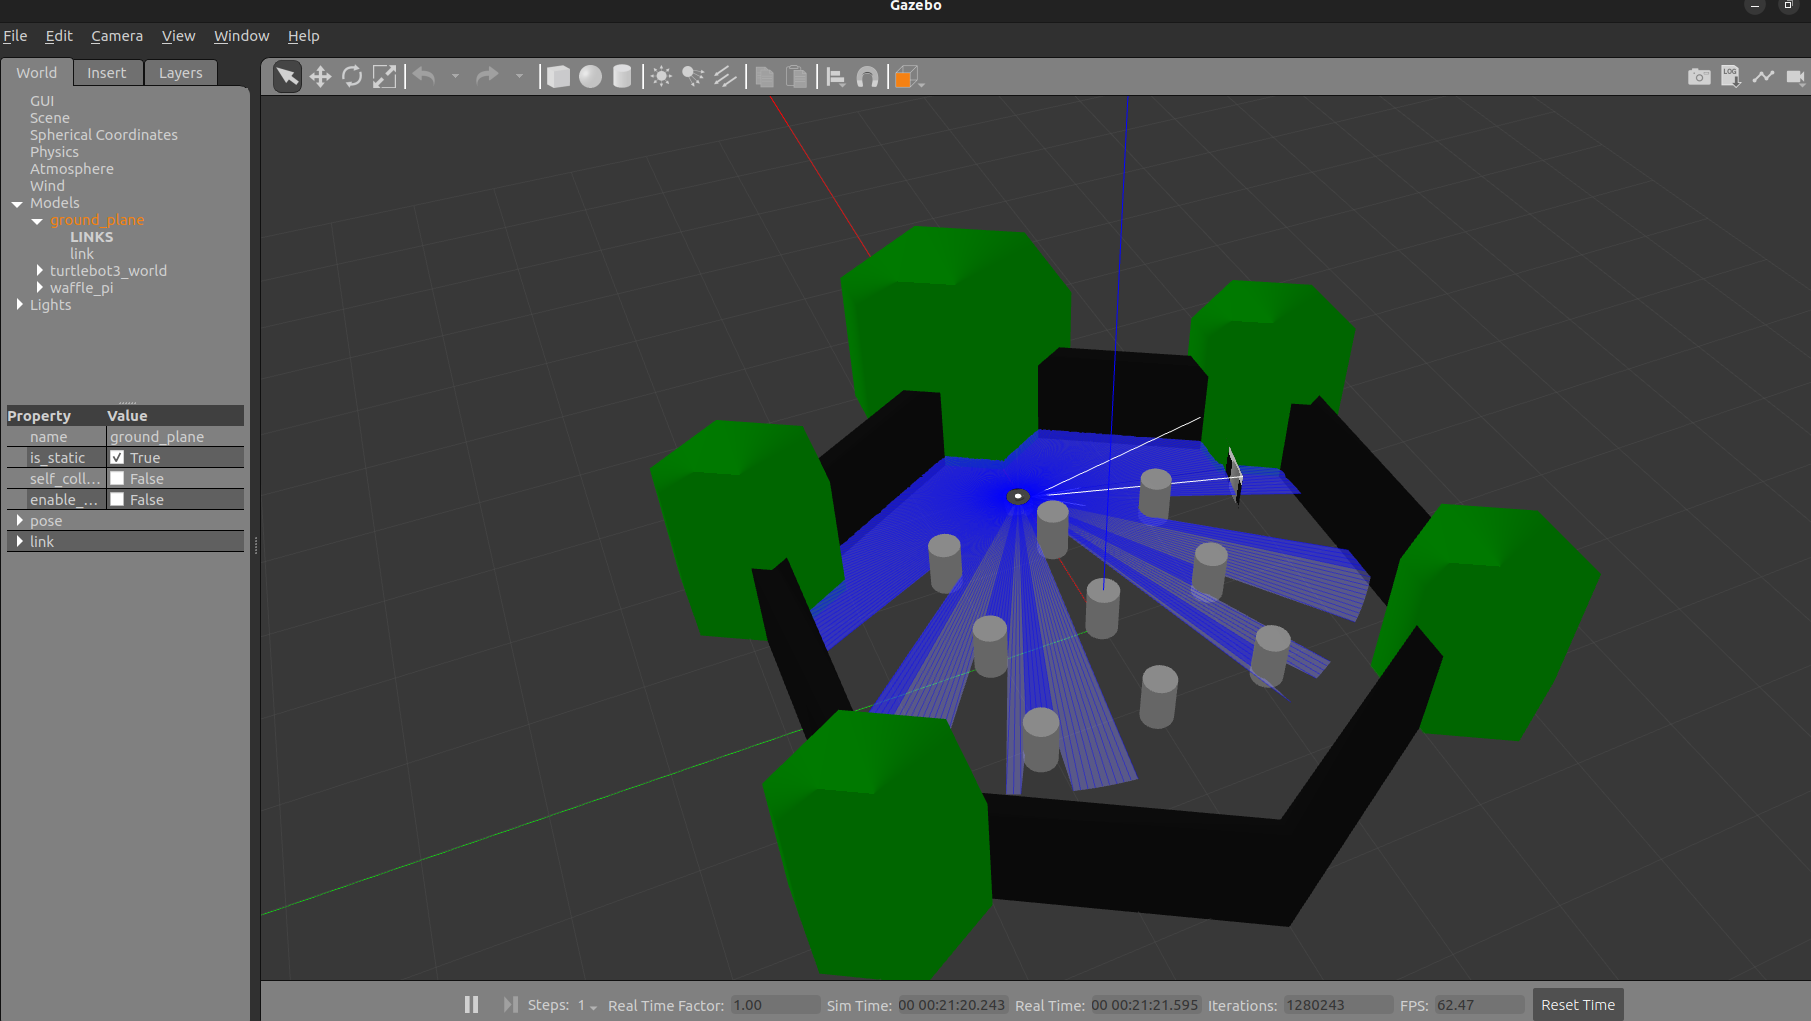 Gazebo
File Edit Camera View Window Help
World Insert Layers
LOG
GUI
Scene
Spherical Coordinates
Physics
Atmosphere
Wind
Models
ground_plane
LINKS
link
turtlebot3_world
waffle_pi
Lights
Property Value
name ground_plane
is_static True
self_coll... False
enable_... False
pose
link
Steps: 1 Real Time Factor: 1.00 Sim Time: 00 00:21:20.243 Real Time: 00 00:21:21.595 Iterations: 1280243 FPS: 62.47 Reset Time